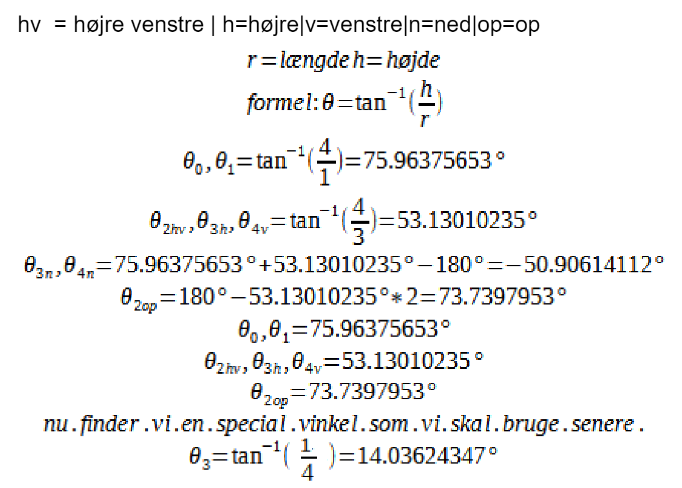 hv = højre venstre | h=højre|v=venstre|n=ned|op=op
r=længde h=højde
formel:θ=tan⁻¹(h/r)
θ₀,θ₁=tan⁻¹(4/1)=75.96375653°
θ2hv,θ3h,θ4v=tan⁻¹(4/3)=53.13010235°
θ3n,θ4n=75.96375653°+53.13010235°−180°=−50.90614112°
θ2op=180°−53.13010235°∗2=73.7397953°
θ₀,θ₁=75.96375653°
θ2hv,θ3h,θ4v=53.13010235°
θ2op=73.7397953°
nu.finder.vi.en.special.vinkel.som.vi.skal.bruge.senere.
θ₃=tan⁻¹(1/4)=14.03624347°